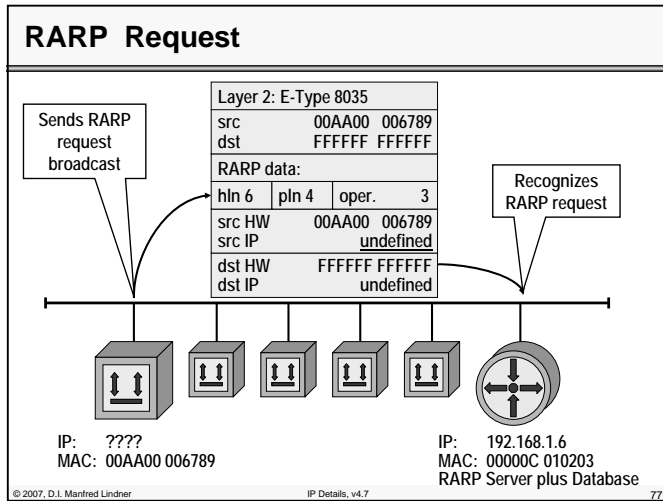 RARP Request
Sends RARP
request
broadcast
Layer 2: E-Type 8035
src 00AA00 006789
dst FFFFFF FFFFFF
RARP data:
hln 6 pln 4 oper. 3
src HW 00AA00 006789
src IP undefined
dst HW FFFFFF FFFFFF
dst IP undefined
Recognizes
RARP request
IP: ????
MAC: 00AA00 006789
IP: 192.168.1.6
MAC: 00000C 010203
RARP Server plus Database
© 2007, D.I. Manfred Lindner IP Details, v4.7 77